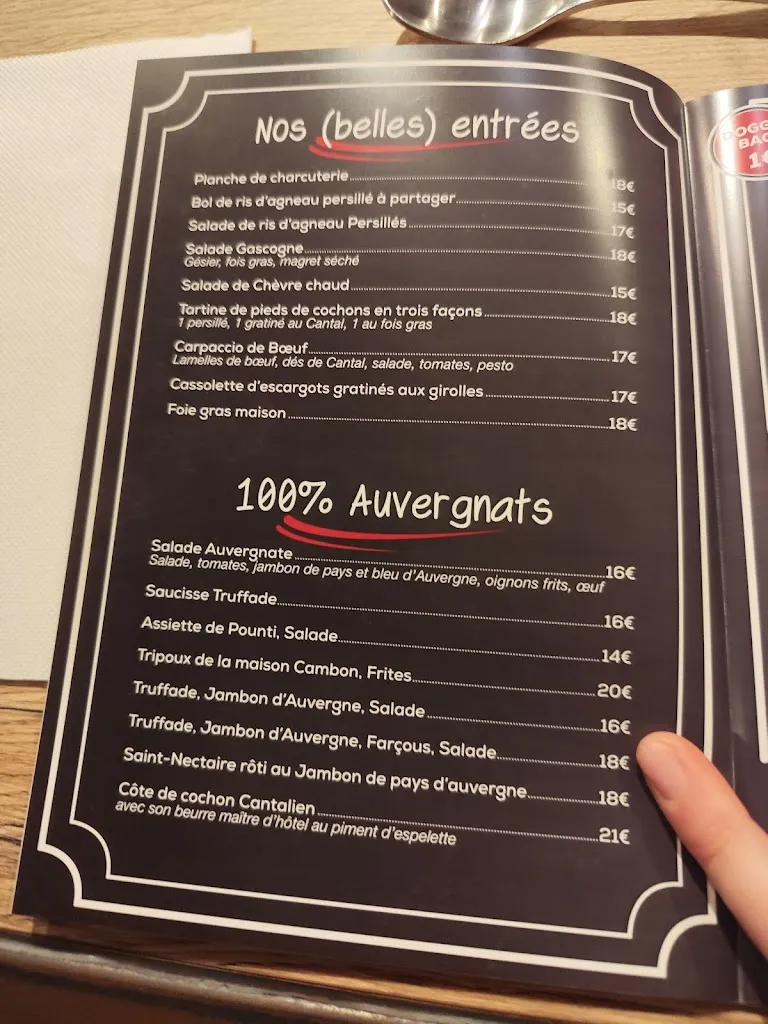 Nos (belles) entrées
Planche de charcuterie 18€
Bol de ris d'agneau persillé à partager 15€
Salade de ris d'agneau Persillés 17€
Salade Gascogne 18€
Gésier, fois gras, magret séché
Salade de Chèvre chaud 15€
Tartine de pieds de cochons en trois façons 18€
1 persillé, 1 gratiné au Cantal, 1 au fois gras
Carpaccio de Bœuf 17€
Lamelles de bœuf, dés de Cantal, salade, tomates, pesto
Cassolette d'escargots gratinés aux girolles 17€
Foie gras maison 18€
100% Auvergnats
Salade Auvergnate 16€
Salade, tomates, jambon de pays et bleu d'Auvergne, oignons frits, œuf
Saucisse Truffade 16€
Assiette de Pounti, Salade 14€
Tripoux de la maison Cambon, Frites 20€
Truffade, Jambon d'Auvergne, Salade 16€
Truffade, Jambon d'Auvergne, Farçous, Salade 18€
Saint-Nectaire rôti au Jambon de pays d'auvergne 18€
Côte de cochon Cantalien 21€
avec son beurre maître d'hôtel au piment d'espelette
1€